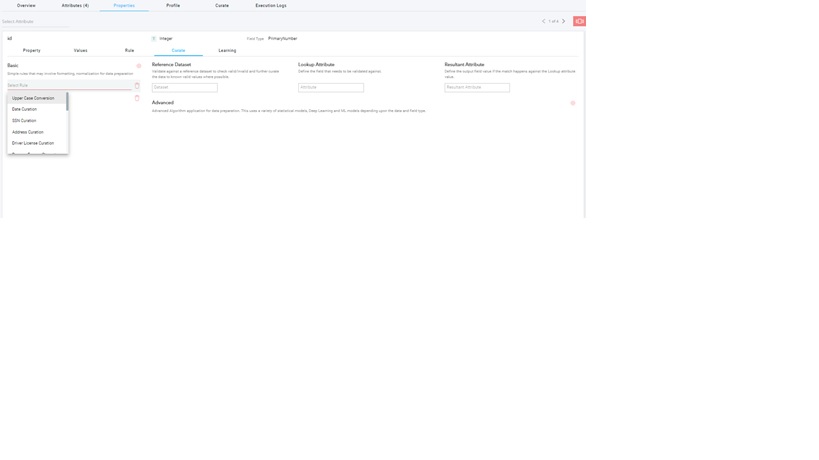 Overview Attributes (4) Properties Profile Curate Execution Logs
Select Attribute
1 of 4
id
Integer
Field Type PrimaryNumber
Property Values Rule Curate Learning
Basic
Simple rules that may involve formatting, normalization for data preparation.
Select Rule
Upper Case Conversion
Date Curation
SSN Curation
Address Curation
Driver License Curation
Reference Dataset
Validate against a reference dataset to check valid/invalid and further curate
the data to known valid values where possible.
Dataset
Lookup Attribute
Define the field that needs to be validated against.
Attribute
Resultant Attribute
Define the output field value if the match happens against the Lookup attribute
value.
Resultant Attribute
Advanced
Advanced Algorithm application for data preparation. This uses a variety of statistical models, Deep Learning and ML models depending upon the data and field type.